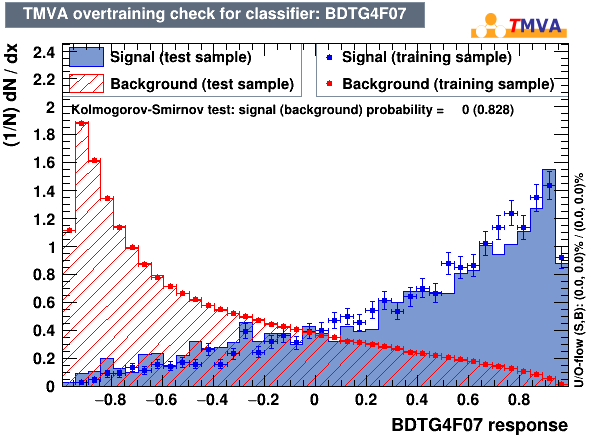 TMVA overtraining check for classifier: BDTG4F07
TMVA
(1/N) dN / dx
Signal (test sample)
Background (test sample)
Signal (training sample)
Background (training sample)
Kolmogorov-Smirnov test: signal (background) probability = 0 (0.828)
2.4
2.2
2
1.8
1.6
1.4
1.2
1
0.8
0.6
0.4
0.2
0
−0.8 −0.6 −0.4 −0.2 0 0.2 0.4 0.6 0.8
BDTG4F07 response
U/O-flow (S,B): (0.0, 0.0)% / (0.0, 0.0)%